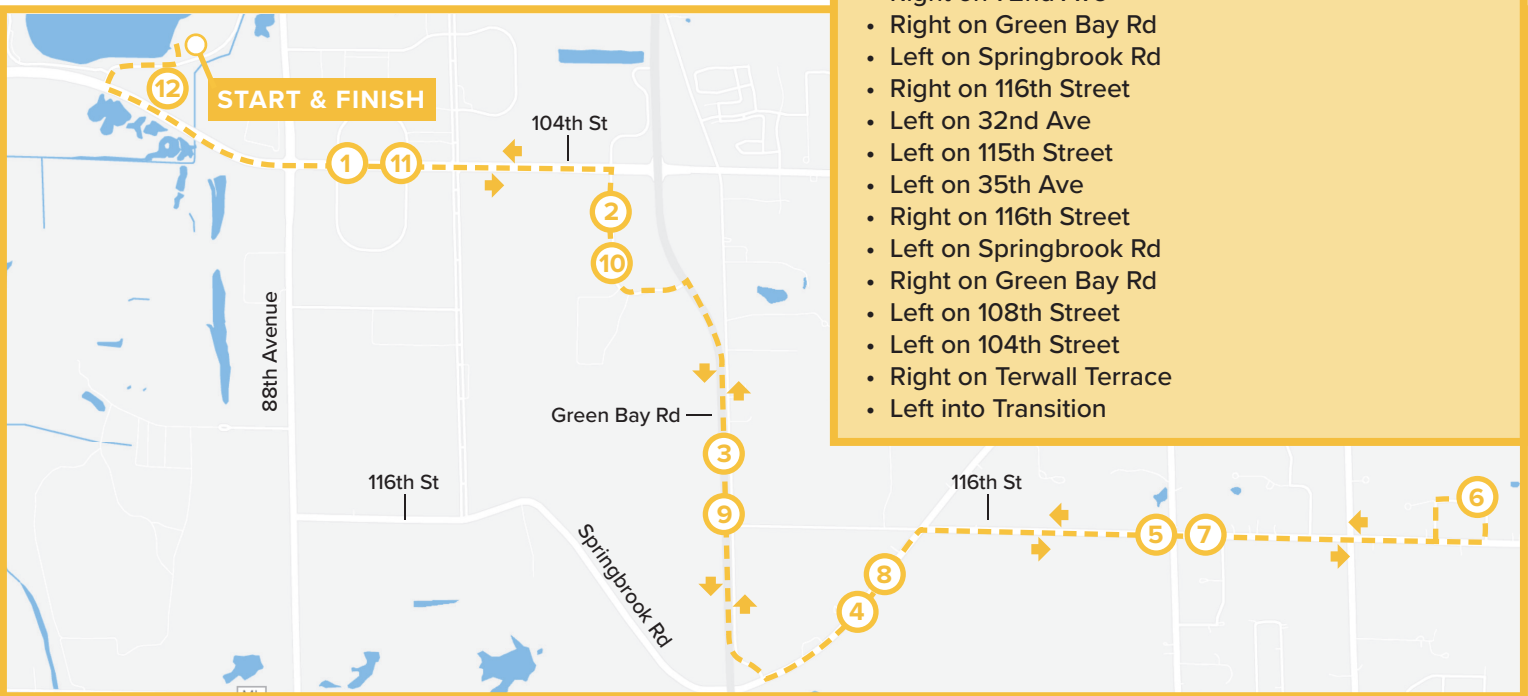 • Right on Green Bay Rd
• Left on Springbrook Rd
• Right on 116th Street
• Left on 32nd Ave
• Left on 115th Street
• Left on 35th Ave
• Right on 116th Street
• Left on Springbrook Rd
• Right on Green Bay Rd
• Left on 108th Street
• Left on 104th Street
• Right on Terwall Terrace
• Left into Transition
12
START & FINISH
104th St
1
11
2
10
88th Avenue
Green Bay Rd
3
9
116th St
Springbrook Rd
116th St
5
7
6
8
4